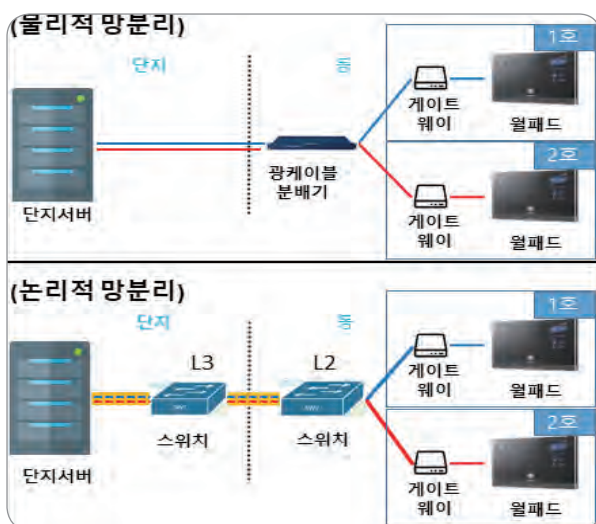 (물리적 망분리)
단지
동
1호
게이트
웨이
월패드
2호
단지서버
광케이블
분배기
게이트
웨이
월패드
(논리적 망분리)
단지
동
1호
L3
L2
게이트
웨이
월패드
2호
스위치
스위치
단지서버
게이트
웨이
월패드